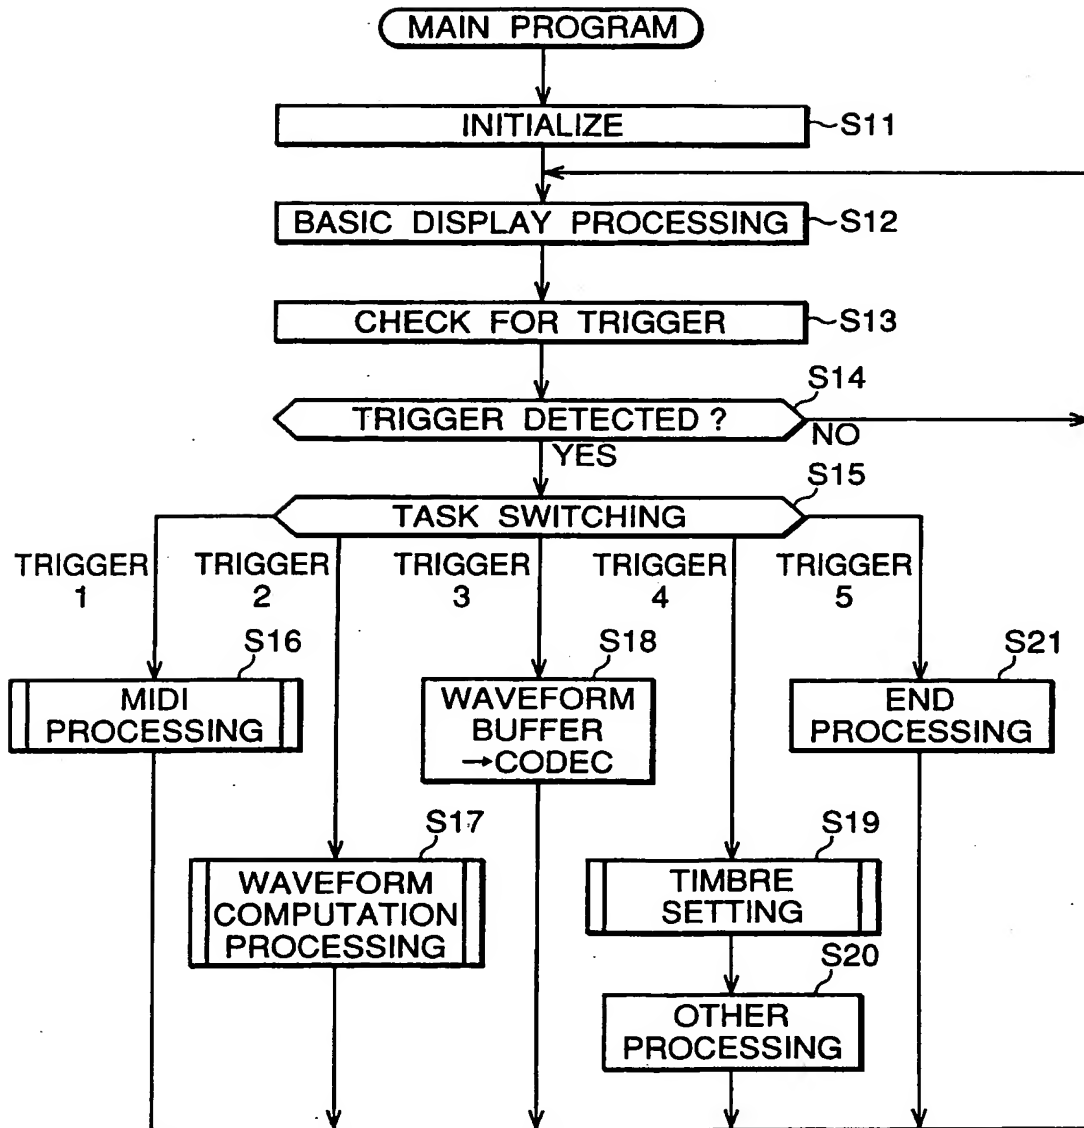 MAIN PROGRAM
INITIALIZE
S11
BASIC DISPLAY PROCESSING
S12
CHECK FOR TRIGGER
S13
S14
TRIGGER DETECTED ?
NO
YES
S15
TASK SWITCHING
TRIGGER
1
TRIGGER
2
TRIGGER
3
TRIGGER
4
TRIGGER
5
S16
MIDI
PROCESSING
S18
WAVEFORM
BUFFER
→CODEC
S21
END
PROCESSING
S17
WAVEFORM
COMPUTATION
PROCESSING
S19
TIMBRE
SETTING
S20
OTHER
PROCESSING